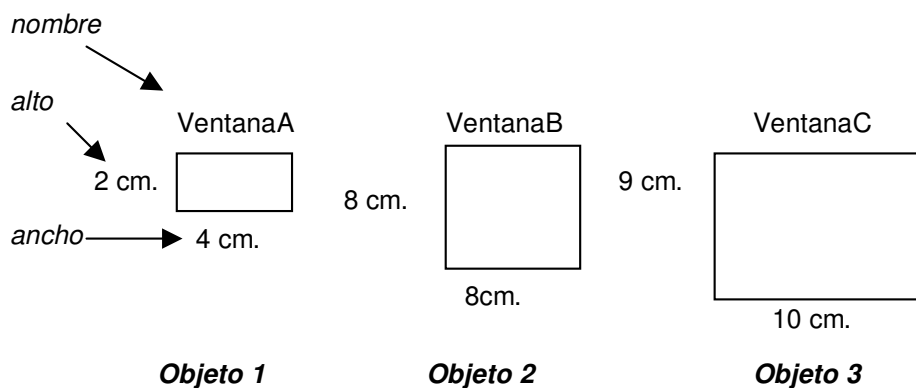 nombre
alto
VentanaA
VentanaB
VentanaC
2 cm.
8 cm.
9 cm.
ancho
4 cm.
8cm.
10 cm.
Objeto 1
Objeto 2
Objeto 3